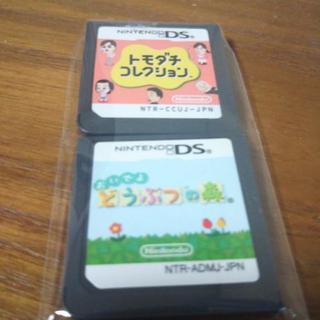 NINTENDO DS
トモダチ
コレクション。
Nintendo
NTR-CCUJ-JPN
NINTENDO DS
おいでよ
どうぶつの森
Nintendo
NTR-ADMJ-JPN